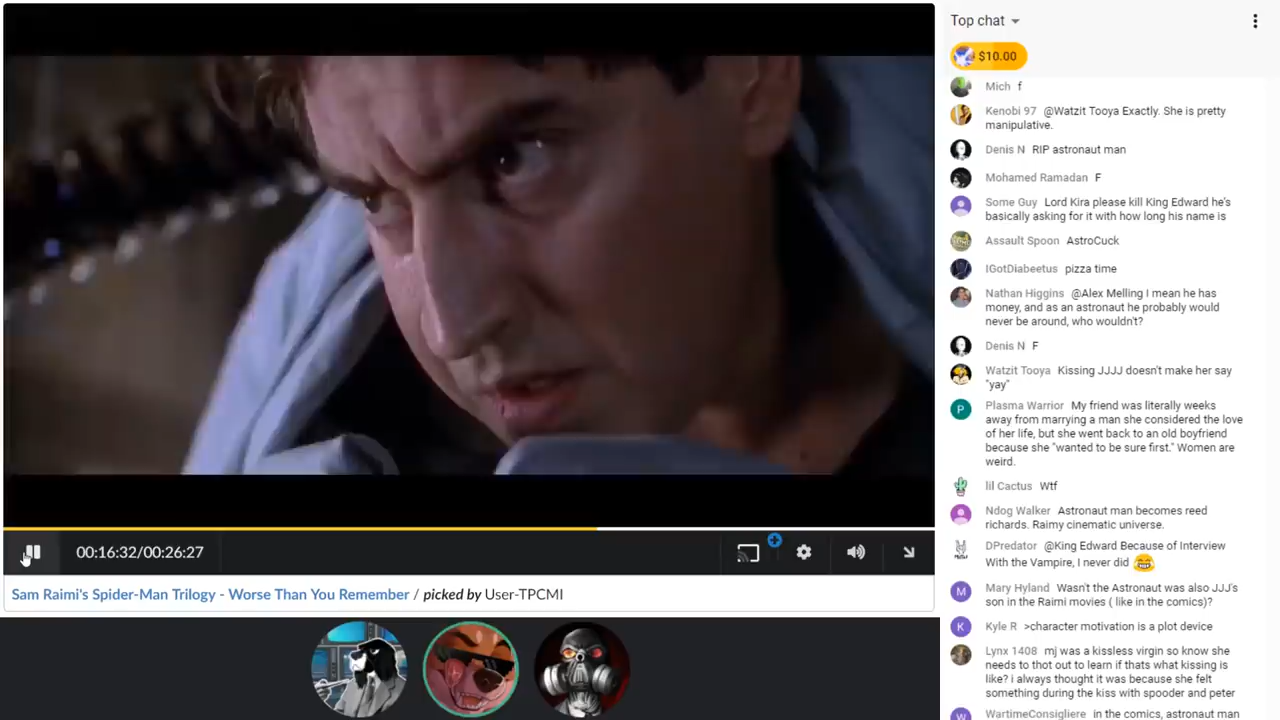 Top chat
$10.00
Mich f
Kenobi 97 @Watzit Tooya Exactly. She is pretty
manipulative.
Denis N RIP astronaut man
Mohamed Ramadan F
Some Guy Lord Kira please kill King Edward he's
basically asking for it with how long his name is
Assault Spoon AstroCuck
IGotDiabeetus pizza time
Nathan Higgins @Alex Melling I mean he has
money, and as an astronaut he probably would
never be around, who wouldn't?
Denis N F
Watzit Tooya Kissing JJJJ doesn't make her say
"yay"
P
Plasma Warrior My friend was literally weeks
away from marrying a man she considered the love
of her life, but she went back to an old boyfriend
because she "wanted to be sure first." Women are
weird.
lil Cactus Wtf
Ndog Walker Astronaut man becomes reed
richards. Raimy cinematic universe.
DPredator @King Edward Because of Interview
With the Vampire, I never did
M
Mary Hyland Wasn't the Astronaut was also JJJ's
son in the Raimi movies ( like in the comics)?
K
Kyle R >character motivation is a plot device
Lynx 1408 mj was a kissless virgin so know she
needs to thot out to learn if thats what kissing is
like? i always thought it was because she felt
something during the kiss with spooder and peter
W
WartimeConsigliere in the comics, astronaut man
00:16:32/00:26:27
Sam Raimi's Spider-Man Trilogy - Worse Than You Remember / picked by User-TPCMI